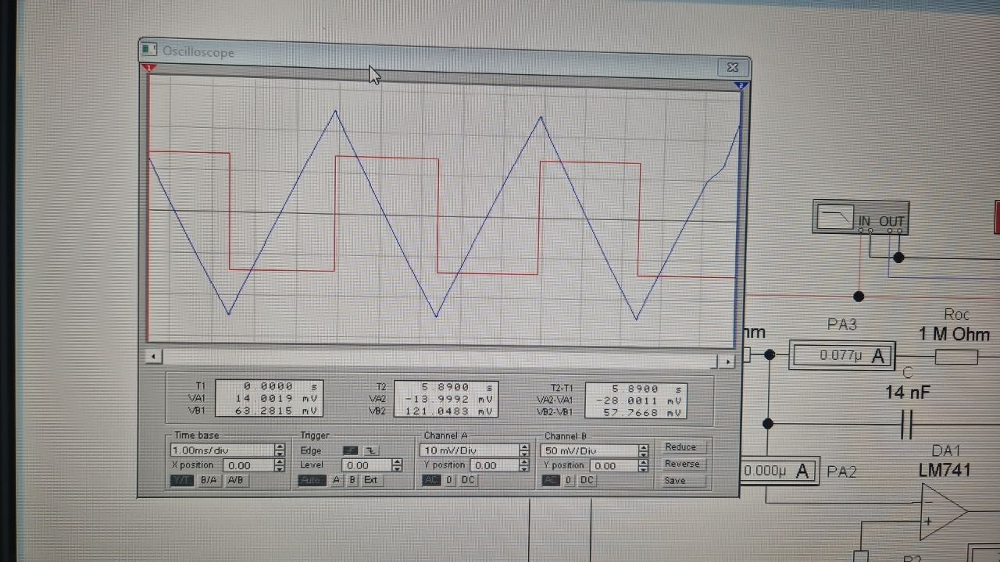 Oscilloscope
1
2
IN OUT
PA3
Roc
1 M Ohm
0.077µ A
C
14 nF
T1 0.0000 s
VA1 14.0019 mV
VB1 63.2815 mV
T2 5.8900 s
VA2 -13.9992 mV
VB2 121.0483 mV
T2-T1 5.8900 s
VA2-VA1 -28.0011 mV
VB2-VB1 57.7668 mV
Time base
1.00ms/div
X position 0.00
Y/T B/A A/B
Trigger
Edge
Level 0.00
Auto A B Ext
Channel A
10 mV/Div
Y position 0.00
AC 0 DC
Channel B
50 mV/Div
Y position 0.00
AC 0 DC
Reduce
Reverse
Save
0.000µ A PA2
DA1
LM741